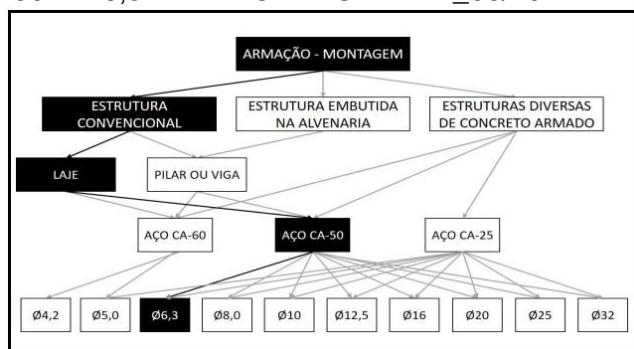 ARMAÇÃO - MONTAGEM
ESTRUTURA
CONVENCIONAL
ESTRUTURA EMBUTIDA
NA ALVENARIA
ESTRUTURAS DIVERSAS
DE CONCRETO ARMADO
LAJE
PILAR OU VIGA
AÇO CA-60
AÇO CA-50
AÇO CA-25
Ø4,2
Ø5,0
Ø6,3
Ø8,0
Ø10
Ø12,5
Ø16
Ø20
Ø25
Ø32